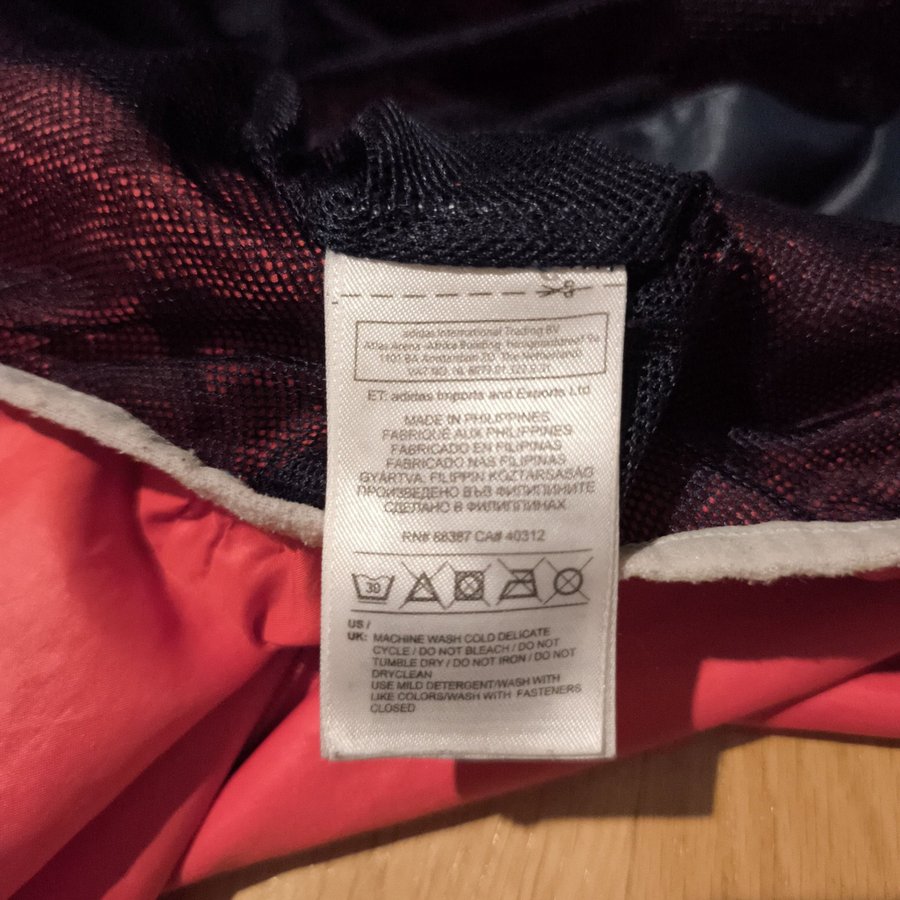 adidas International Trading BV
Atlas Arena -Afrika Building, Hoogoorddreef 9a
1101 BA Amsterdam ZO, The Netherlands
VAT NO.
ET: adidas Imports and Exports Ltd
MADE IN PHILIPPINES
FABRIQUÉ AUX PHILIPPINES
FABRICADO EN FILIPINAS
FABRICADO NAS FILIPINAS
GYÁRTVA: FILIPPIN KÖZTÁRSASÁG
ПРОИЗВЕДЕНО ВЪВ ФИЛИПИНИТЕ
СДЕЛАНО В ФИЛИППИНАХ
RN# 88387 CA# 40312
30
US /
UK: MACHINE WASH COLD DELICATE
CYCLE / DO NOT BLEACH / DO NOT
TUMBLE DRY / DO NOT IRON / DO NOT
DRYCLEAN
USE MILD DETERGENT/WASH WITH
LIKE COLORS/WASH WITH FASTENERS
CLOSED